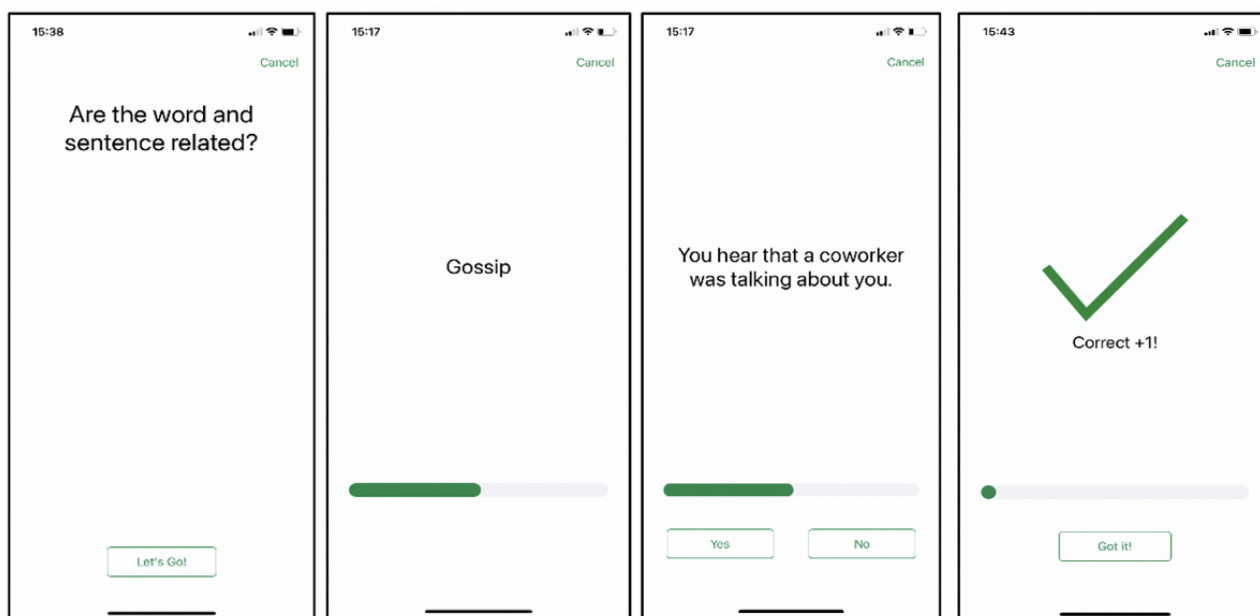 15:38
Cancel
Are the word and
sentence related?
Let's Go!
15:17
Cancel
Gossip
15:17
Cancel
You hear that a coworker
was talking about you.
Yes
No
15:43
Cancel
Correct +1!
Got it!